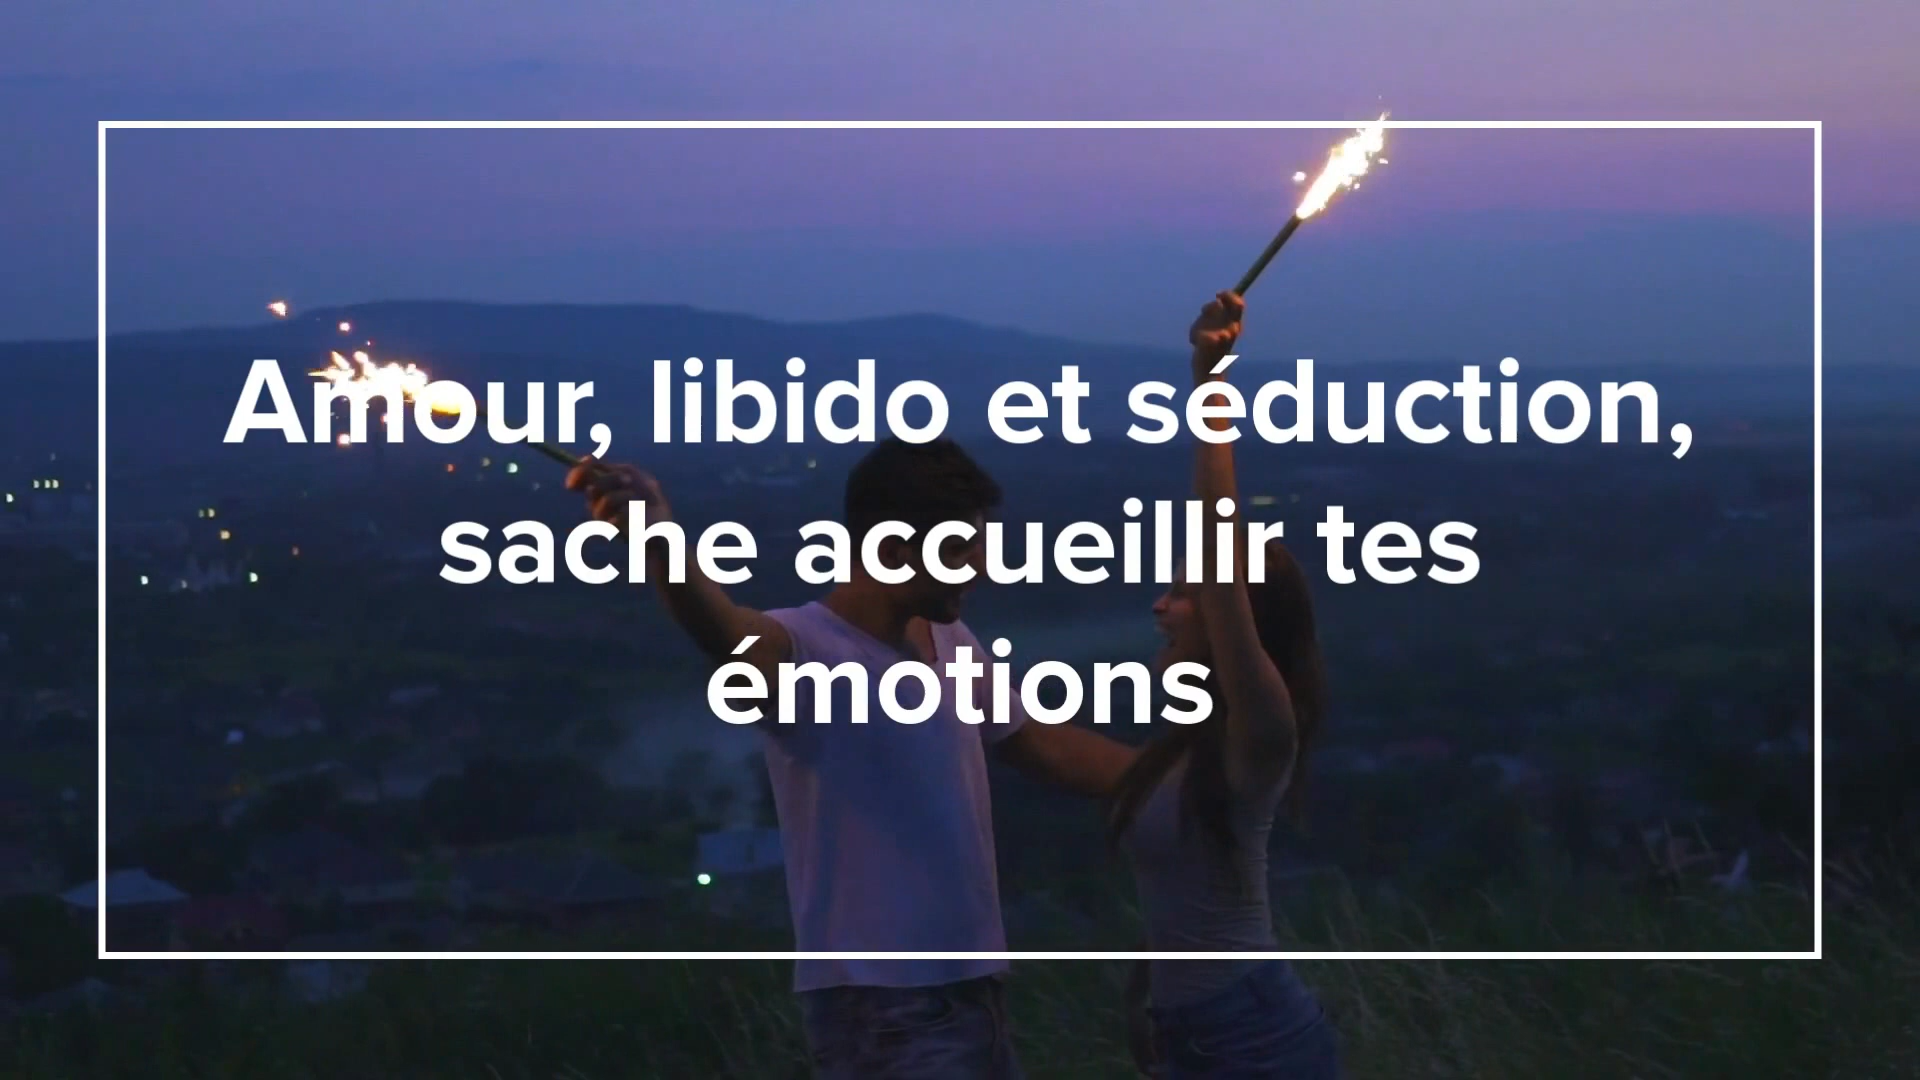 Amour, libido et séduction,
sache accueillir tes
émotions